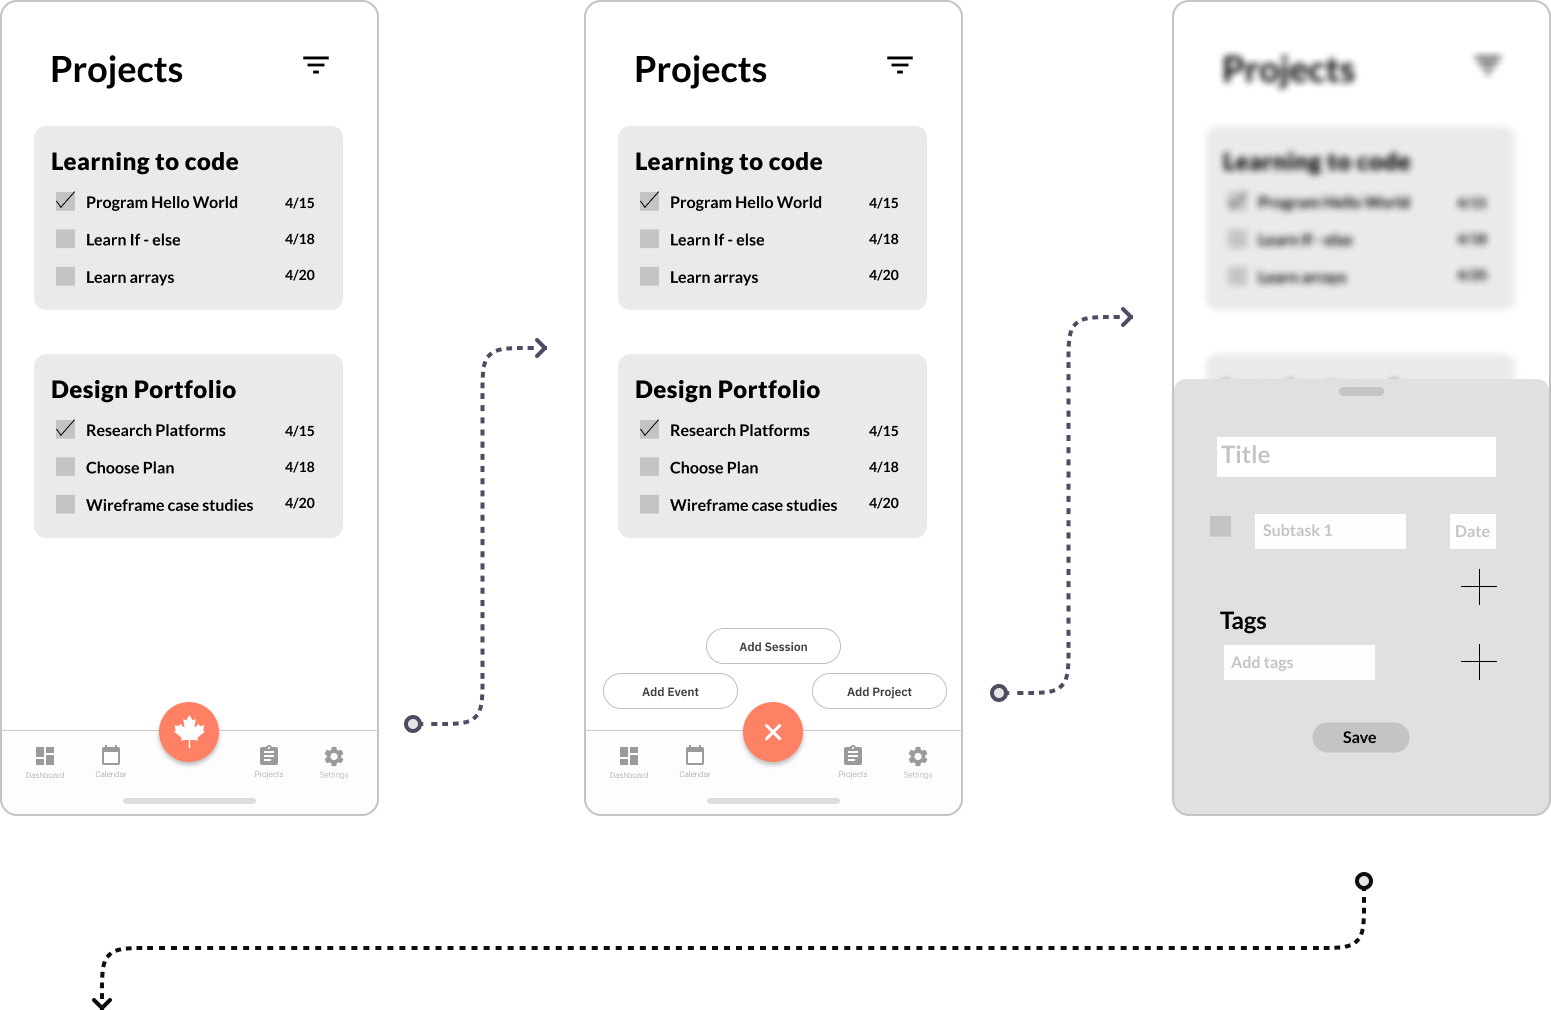 Projects
Learning to code
Program Hello World 4/15
Learn If - else 4/18
Learn arrays 4/20
Design Portfolio
Research Platforms 4/15
Choose Plan 4/18
Wireframe case studies 4/20
Dashboard Calendar Projects Settings
Projects
Learning to code
Program Hello World 4/15
Learn If - else 4/18
Learn arrays 4/20
Design Portfolio
Research Platforms 4/15
Choose Plan 4/18
Wireframe case studies 4/20
Add Session
Add Event Add Project
Dashboard Calendar Projects Settings
Projects
Learning to code
Program Hello World 4/15
Learn If - else 4/18
Learn arrays 4/20
Title
Subtask 1 Date
Tags
Add tags
Save